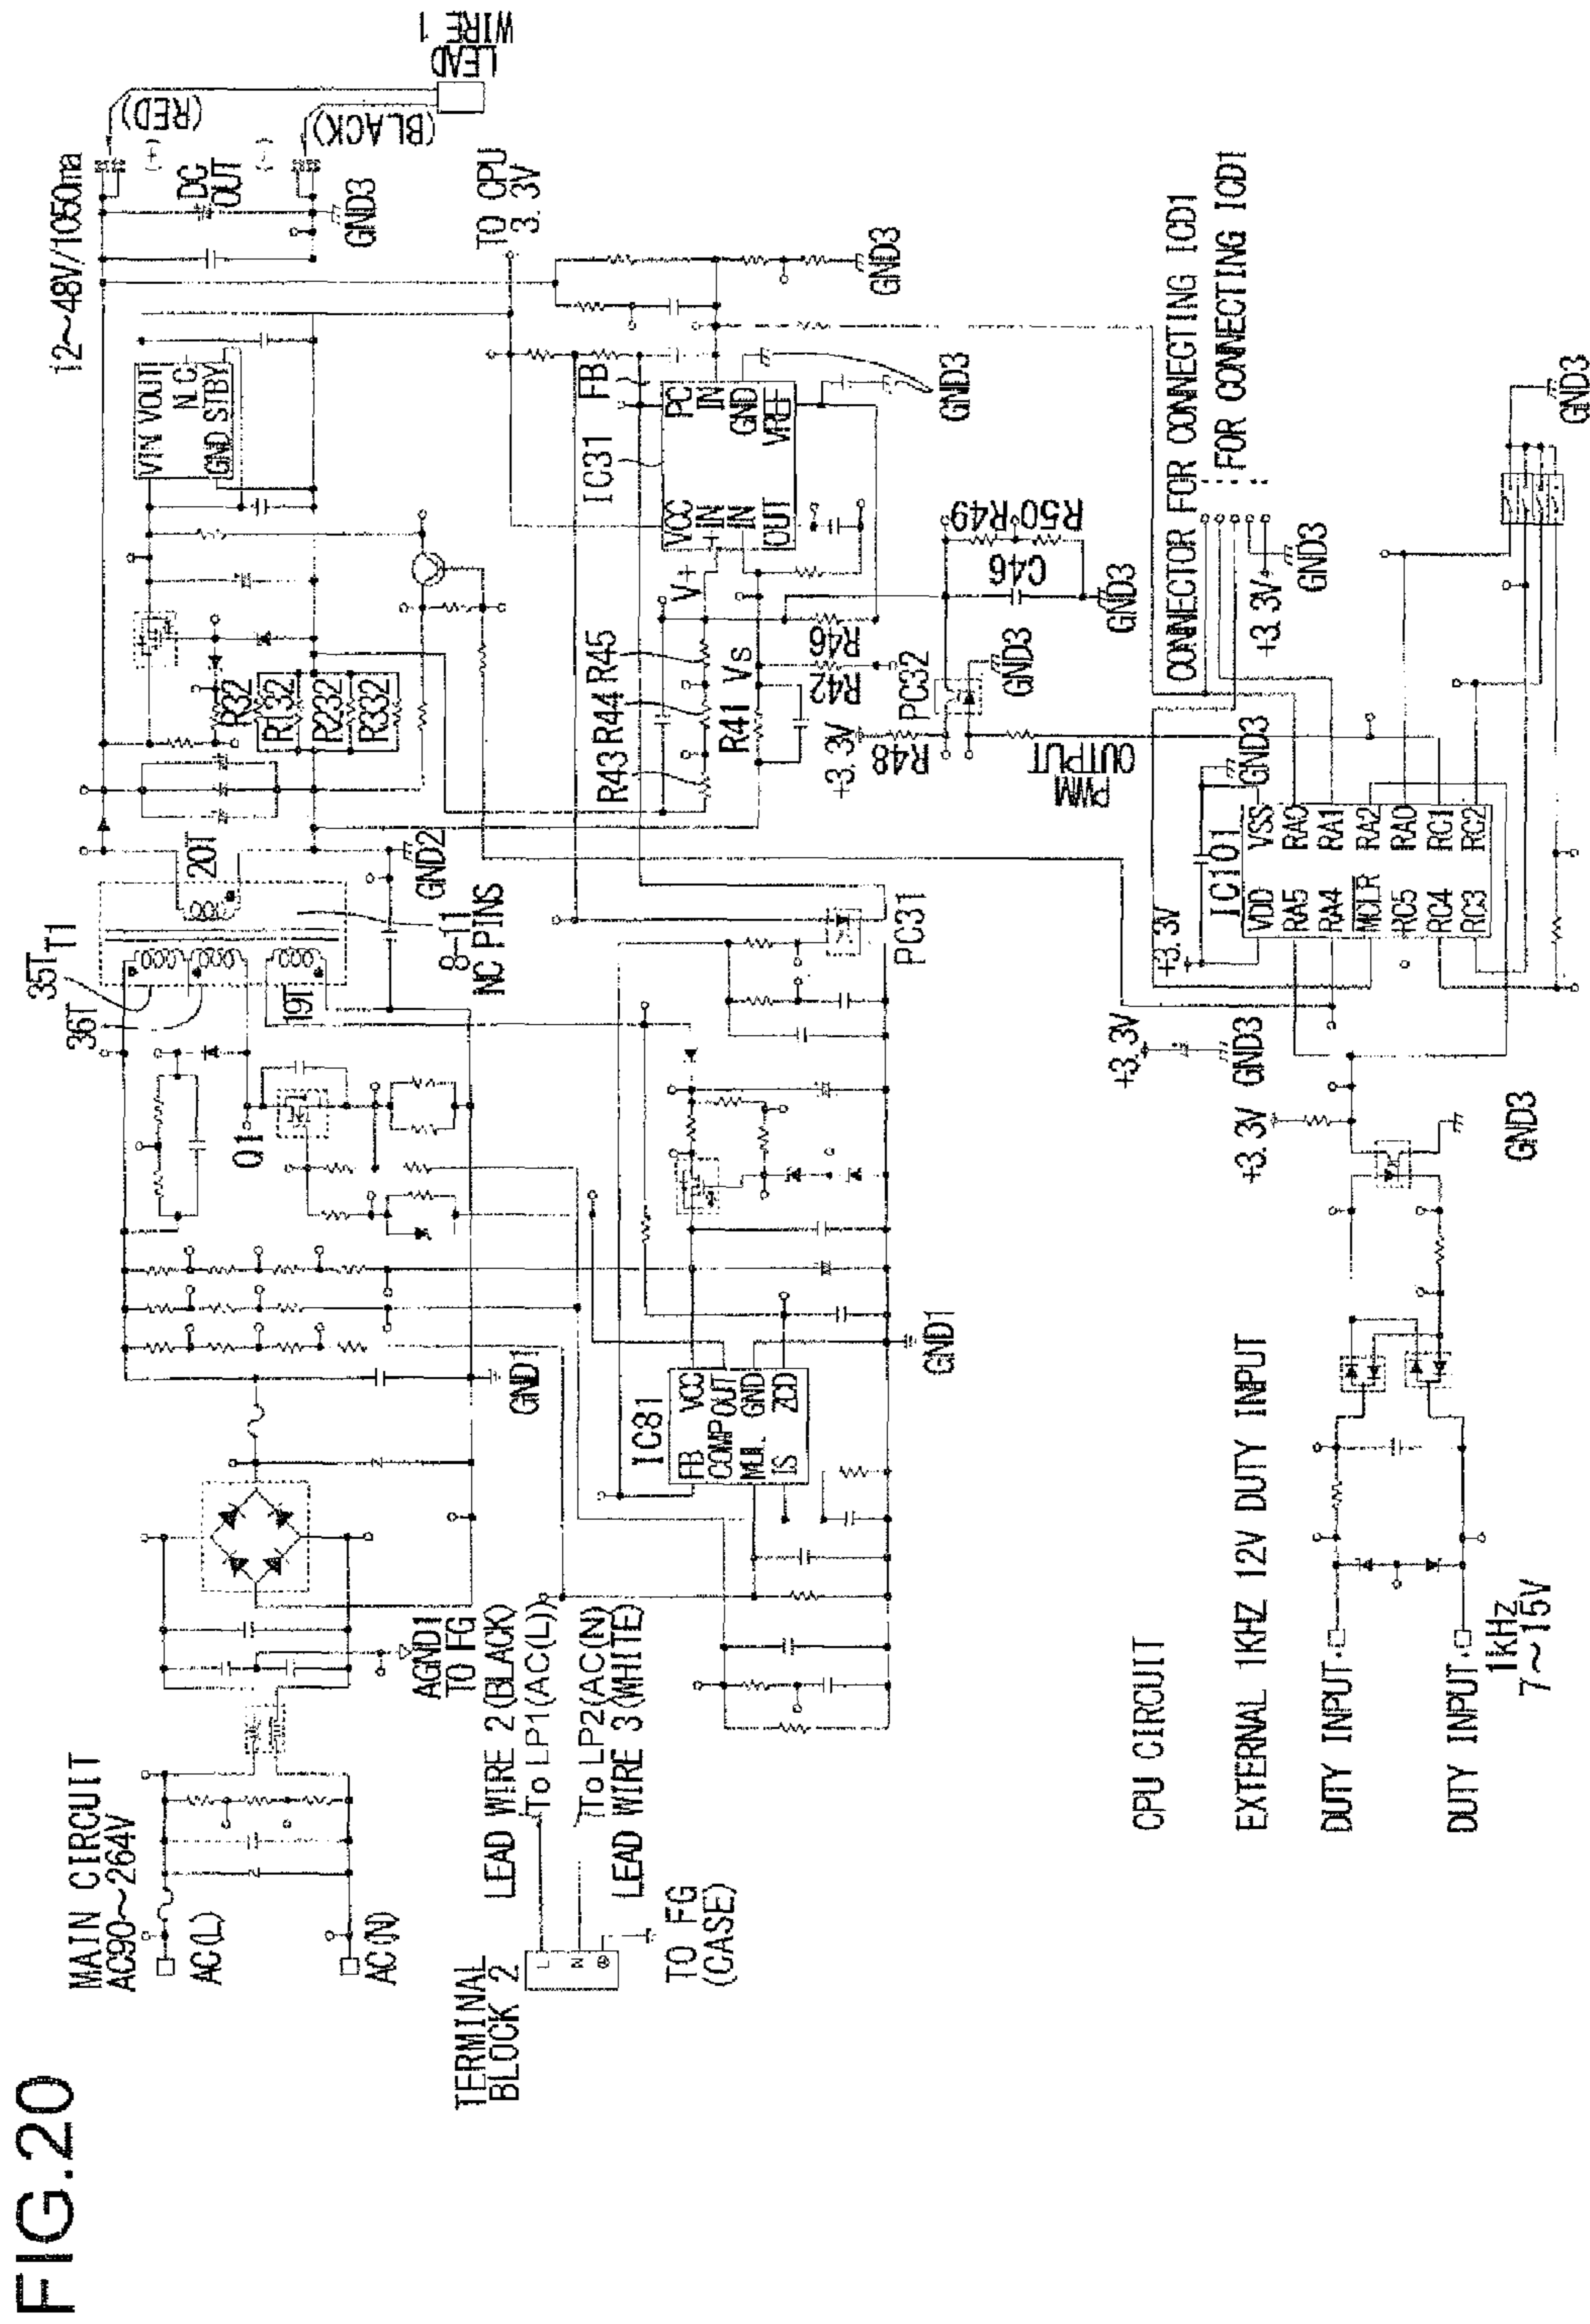 FIG.20
MAIN CIRCUIT
AC90~264V
AC(L)
AC(N)
TERMINAL
BLOCK 2
L
N
LEAD WIRE 2(BLACK)
To LP1(AC(L))
To LP2(AC(N)
LEAD WIRE 3(WHITE)
TO FG
(CASE)
AGND1
TO FG
GND1
36T
35T
T1
Q1
19T
20T
8-11
NC PINS
GND2
R32
R132
R232
R332
VIN VOUT
N.C
GND STBY
12~48V/1050ma
(RED)
DC
OUT
(BLACK)
LEAD
WIRE 1
GND3
TO CPU
3.3V
IC81
FB VCC
COMP OUT
MUL GND
IS ZCD
GND1
PC31
R43
R44
R45
V+
R41
Vs
R42
R46
IC31
FB
VCC PC
+IN IN
IN GND
OUT VREF
GND3
GND3
+3.3V
R48
PC32
GND3
C46
R49
R50
GND3
PWM
OUTPUT
CPU CIRCUIT
EXTERNAL 1KHZ 12V DUTY INPUT
DUTY INPUT
DUTY INPUT
1kHz
7~15V
+3.3V
GND3
+3.3V
GND3
+3.3V
IC101
GND3
VDD VSS
RA5 RA0
RA4 RA1
MCLR RA2
RC5 RA0
RC4 RC1
RC3 RC2
CONNECTOR FOR CONNECTING ICD1
FOR CONNECTING ICD1
+3.3V
GND3
GND3